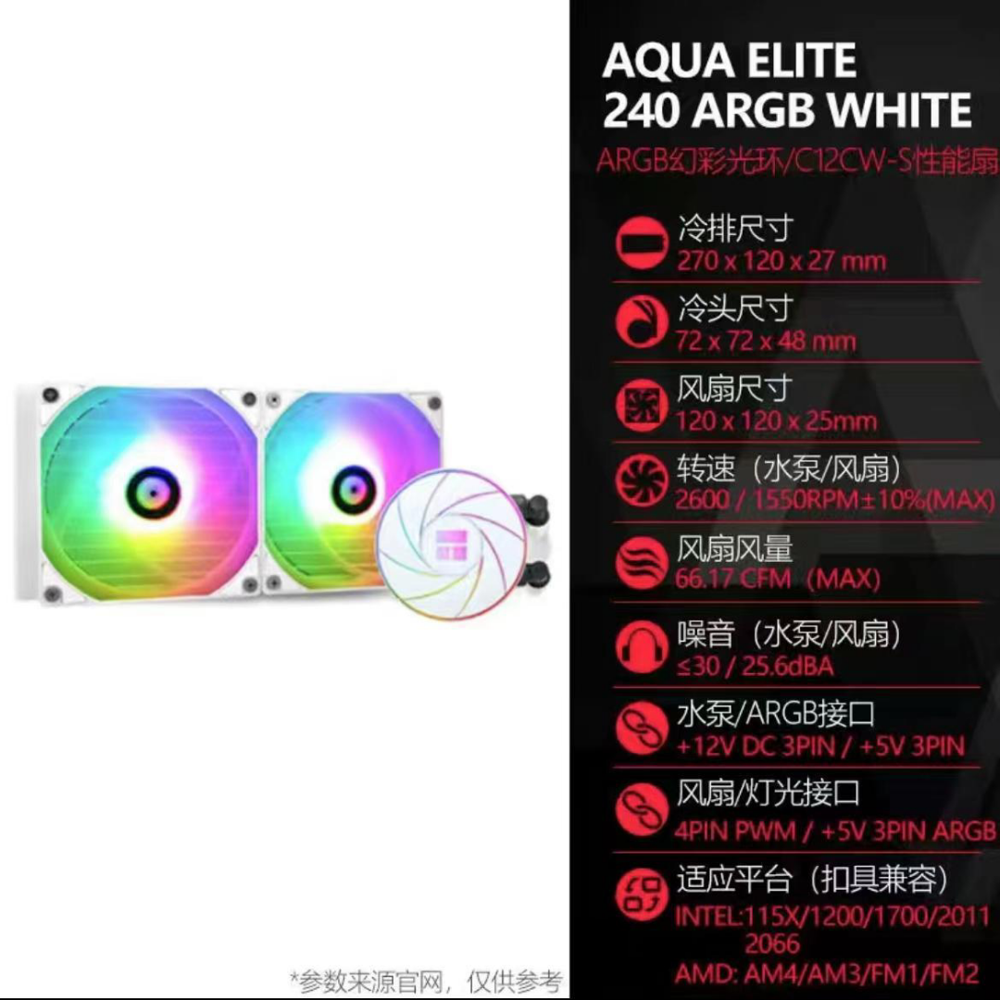 AQUA ELITE
240 ARGB WHITE
ARGB幻彩光环/C12CW-S性能扇
冷排尺寸
270 x 120 x 27 mm
冷头尺寸
72 x 72 x 48 mm
风扇尺寸
120 x 120 x 25mm
转速（水泵/风扇）
2600 / 1550RPM±10%(MAX)
风扇风量
66.17 CFM（MAX)
噪音（水泵/风扇）
≤30 / 25.6dBA
水泵/ARGB接口
+12V DC 3PIN / +5V 3PIN
风扇/灯光接口
4PIN PWM / +5V 3PIN ARGB
适应平台（扣具兼容）
INTEL:115X/1200/1700/2011
2066
AMD: AM4/AM3/FM1/FM2
*参数来源官网，仅供参考